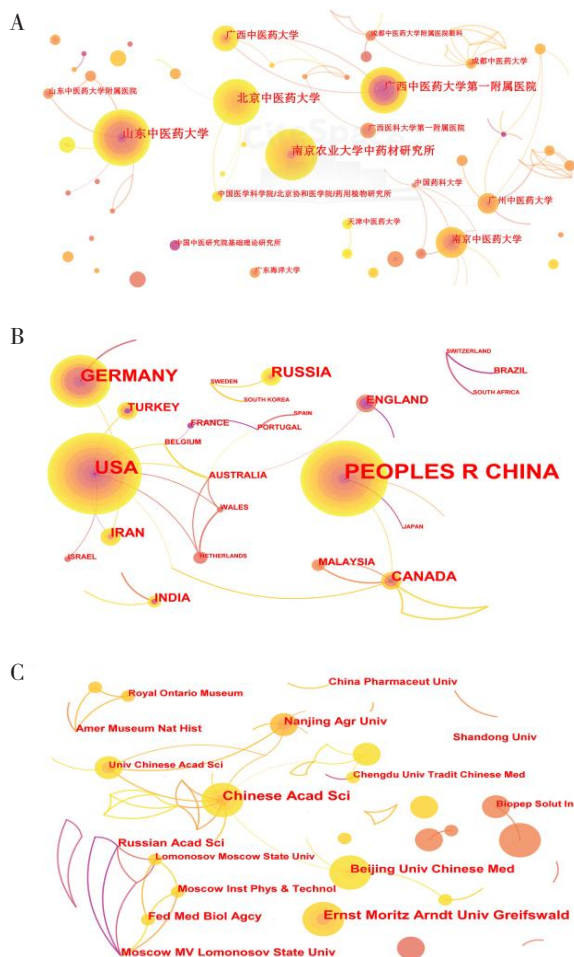 A
广西中医药大学
成都中医药大学附属医院眼科
成都中医药大学
山东中医药大学附属医院
北京中医药大学
广西中医药大学第一附属医院
山东中医药大学
广西医科大学第一附属医院
南京农业大学中药材研究所
中国药科大学
中国医学科学院/北京协和医学院/药用植物研究所
广州中医药大学
天津中医药大学
南京中医药大学
中国中医研究院基础理论研究所
广东海洋大学
B
SWITZERLAND
GERMANY
RUSSIA
BRAZIL
SWEDEN
SOUTH AFRICA
SOUTH KOREA
ENGLAND
TURKEY
SPAIN
FRANCE
PORTUGAL
BELGIUM
USA
AUSTRALIA
PEOPLES R CHINA
WALES
JAPAN
IRAN
ISRAEL
NETHERLANDS
MALAYSIA
CANADA
INDIA
C
China Pharmaceut Univ
Royal Ontario Museum
Nanjing Agr Univ
Amer Museum Nat Hist
Shandong Univ
Univ Chinese Acad Sci
Chengdu Univ Tradit Chinese Med
Chinese Acad Sci
Biopep Solut In
Russian Acad Sci
Lomonosov Moscow State Univ
Beijing Univ Chinese Med
Moscow Inst Phys & Technol
Fed Med Biol Agcy
Ernst Moritz Arndt Univ Greifswald
Moscow MV Lomonosov State Univ